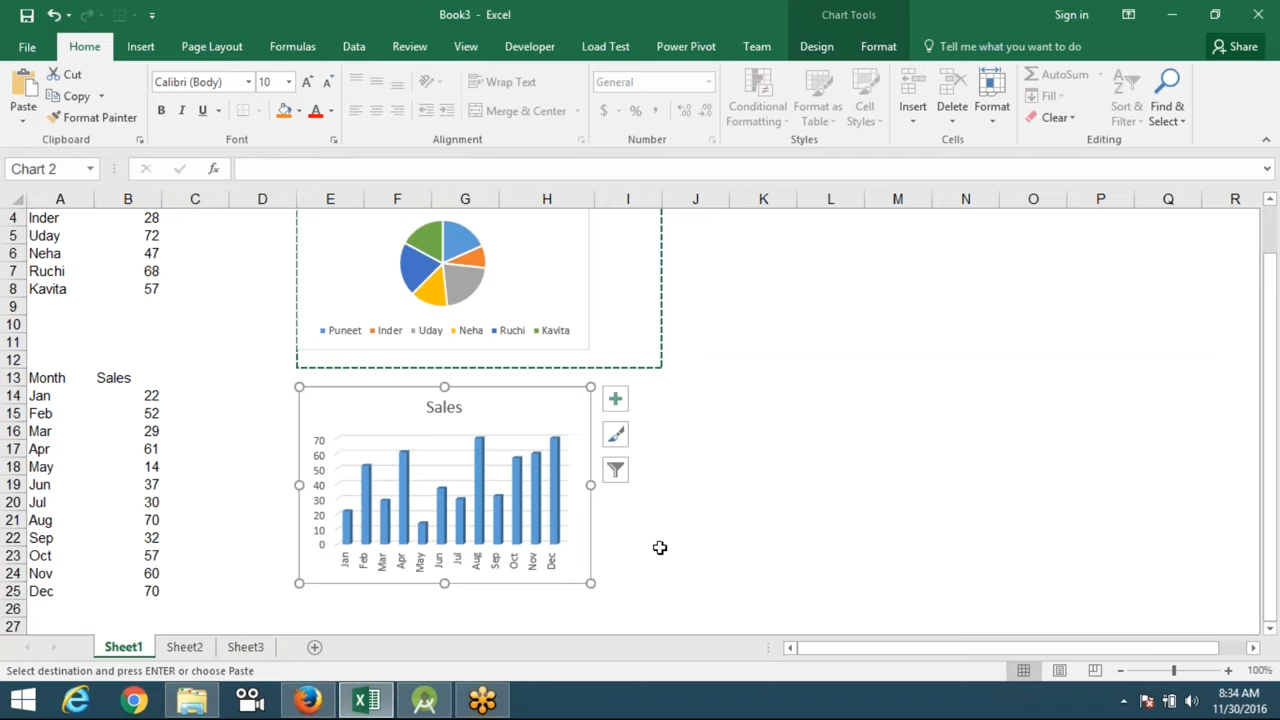 Book3 - Excel
Chart Tools
Sign in
File Home Insert Page Layout Formulas Data Review View Developer Load Test Power Pivot Team Design Format Tell me what you want to do Share
Paste
Cut
Copy
Format Painter
Clipboard
Calibri (Body) 10
B I U
Font
Wrap Text
Merge & Center
Alignment
General
$ % ,
Number
Conditional Formatting
Format as Table
Cell Styles
Styles
Insert
Delete
Format
Cells
AutoSum
Fill
Clear
Sort & Filter
Find & Select
Editing
Chart 2
fx
A B C D E F G H I J K L M N O P Q R
4 Inder 28
5 Uday 72
6 Neha 47
7 Ruchi 68
8 Kavita 57
9
10
11
12
13 Month Sales
14 Jan 22
15 Feb 52
16 Mar 29
17 Apr 61
18 May 14
19 Jun 37
20 Jul 30
21 Aug 70
22 Sep 32
23 Oct 57
24 Nov 60
25 Dec 70
26
27
Puneet Inder Uday Neha Ruchi Kavita
Sales
70
60
50
40
30
20
10
0
Jan Feb Mar Apr May Jun Jul Aug Sep Oct Nov Dec
Sheet1 Sheet2 Sheet3
Select destination and press ENTER or choose Paste
100%
8:34 AM
11/30/2016